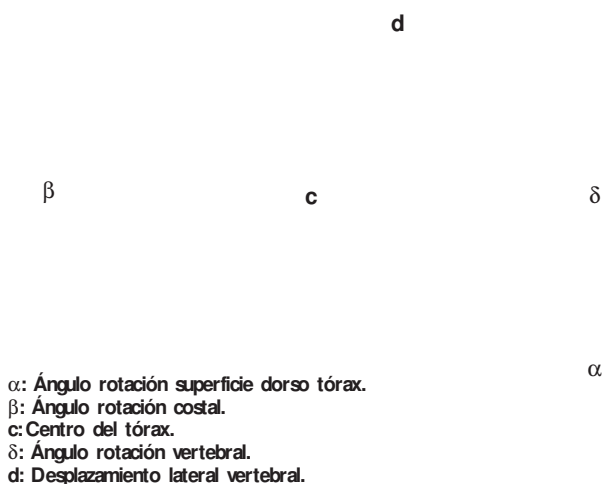 d
β
c
δ
α
α: Ángulo rotación superficie dorso tórax.
β: Ángulo rotación costal.
c: Centro del tórax.
δ: Ángulo rotación vertebral.
d: Desplazamiento lateral vertebral.